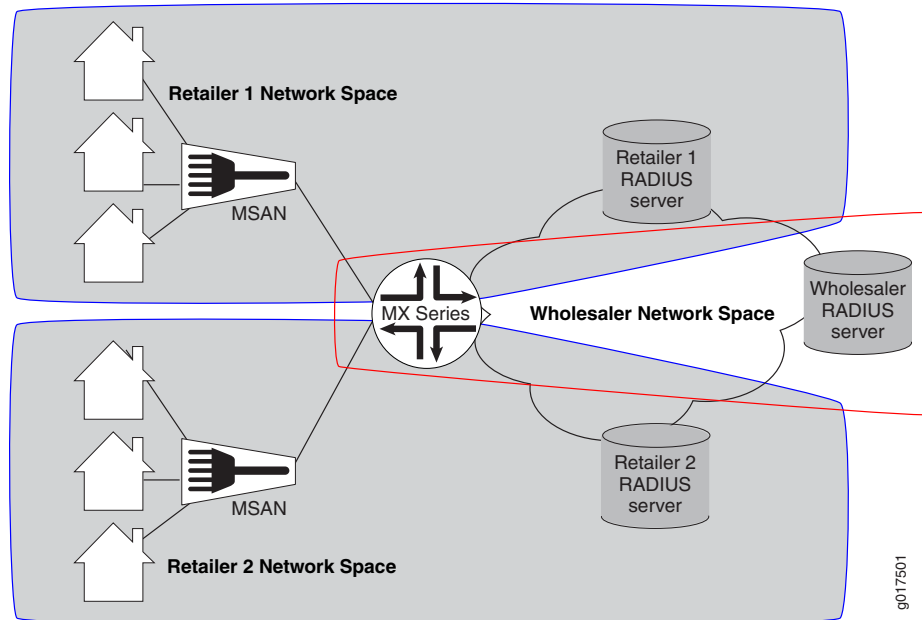 Retailer 1 Network Space
MSAN
Retailer 1
RADIUS
server
MX Series
Wholesaler Network Space
Wholesaler
RADIUS
server
MSAN
Retailer 2
RADIUS
server
Retailer 2 Network Space
g017501